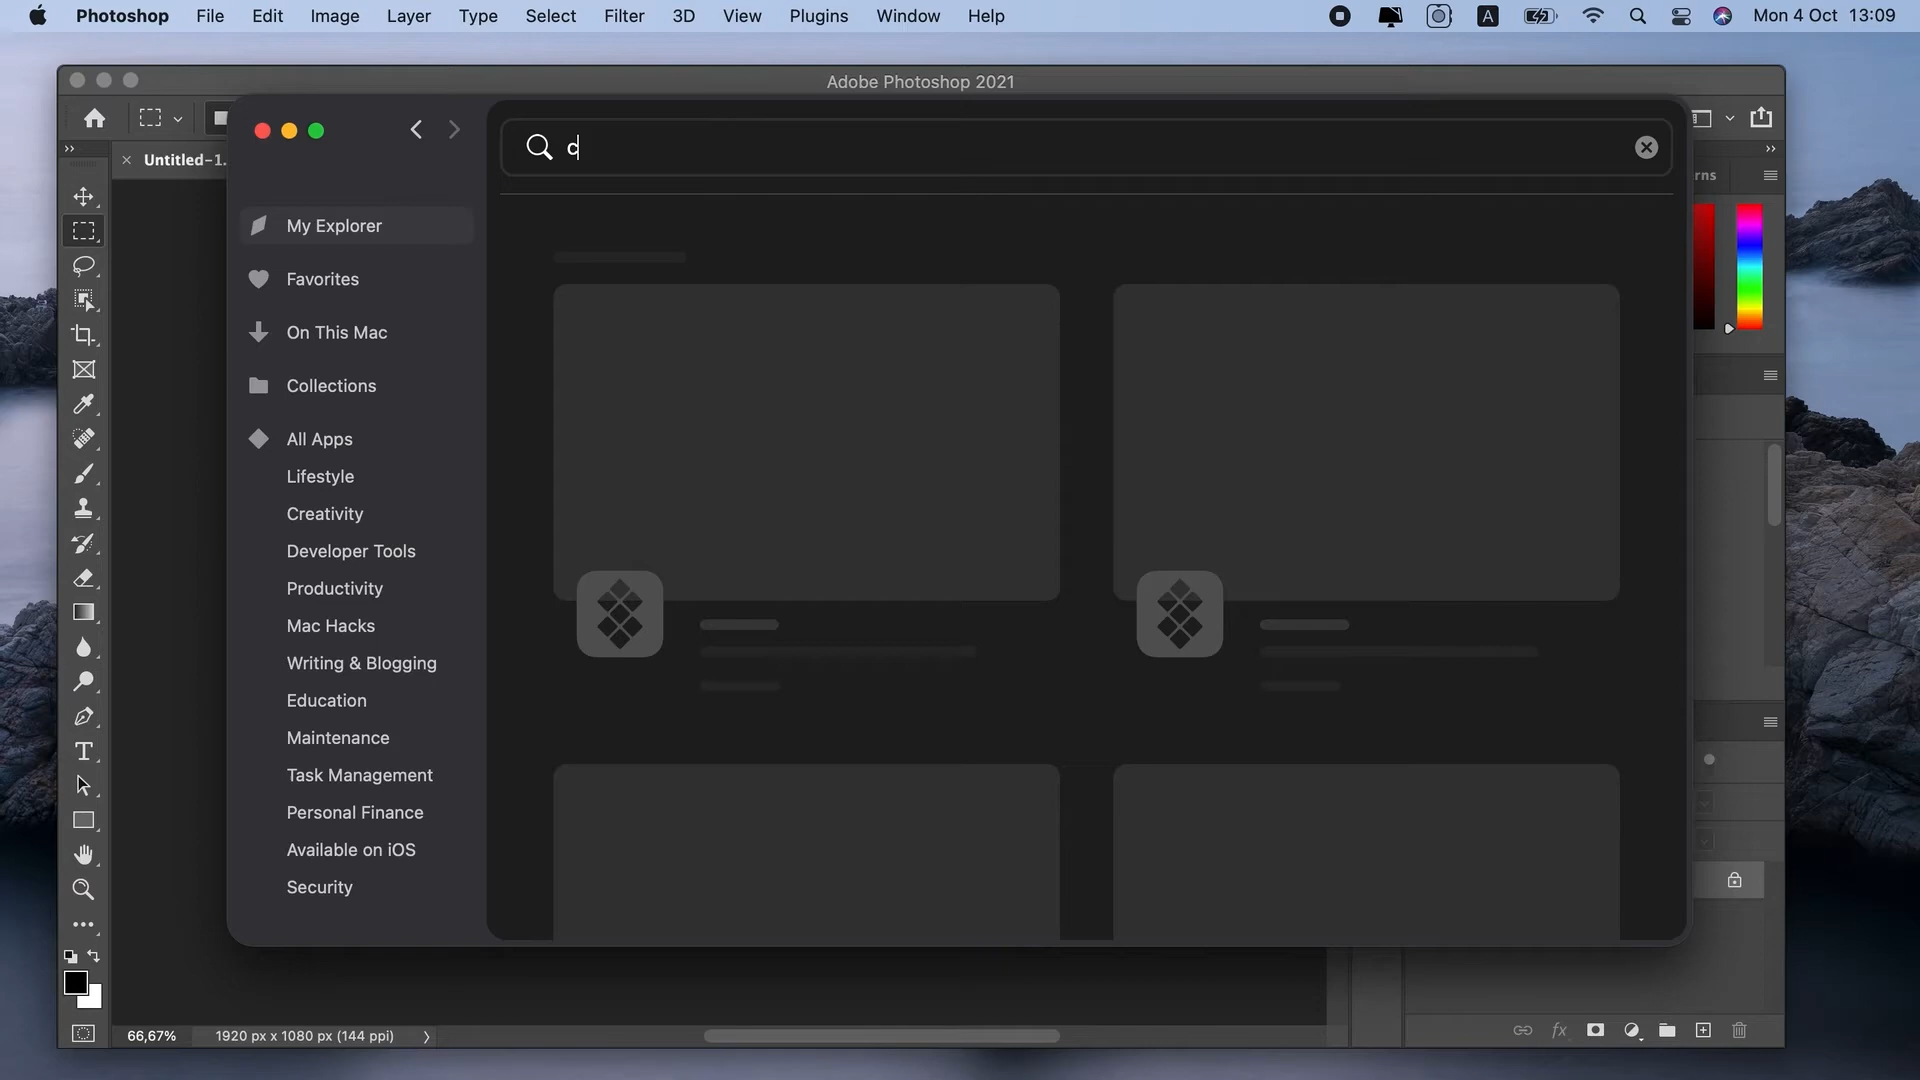 Photoshop File Edit Image Layer Type Select Filter 3D View Plugins Window Help A Mon 4 Oct 13:09
Adobe Photoshop 2021
Untitled-1.
c
My Explorer
Favorites
On This Mac
Collections
All Apps
Lifestyle
Creativity
Developer Tools
Productivity
Mac Hacks
Writing & Blogging
Education
Maintenance
Task Management
Personal Finance
Available on iOS
Security
rns
T
fx
66,67% 1920 px x 1080 px (144 ppi)